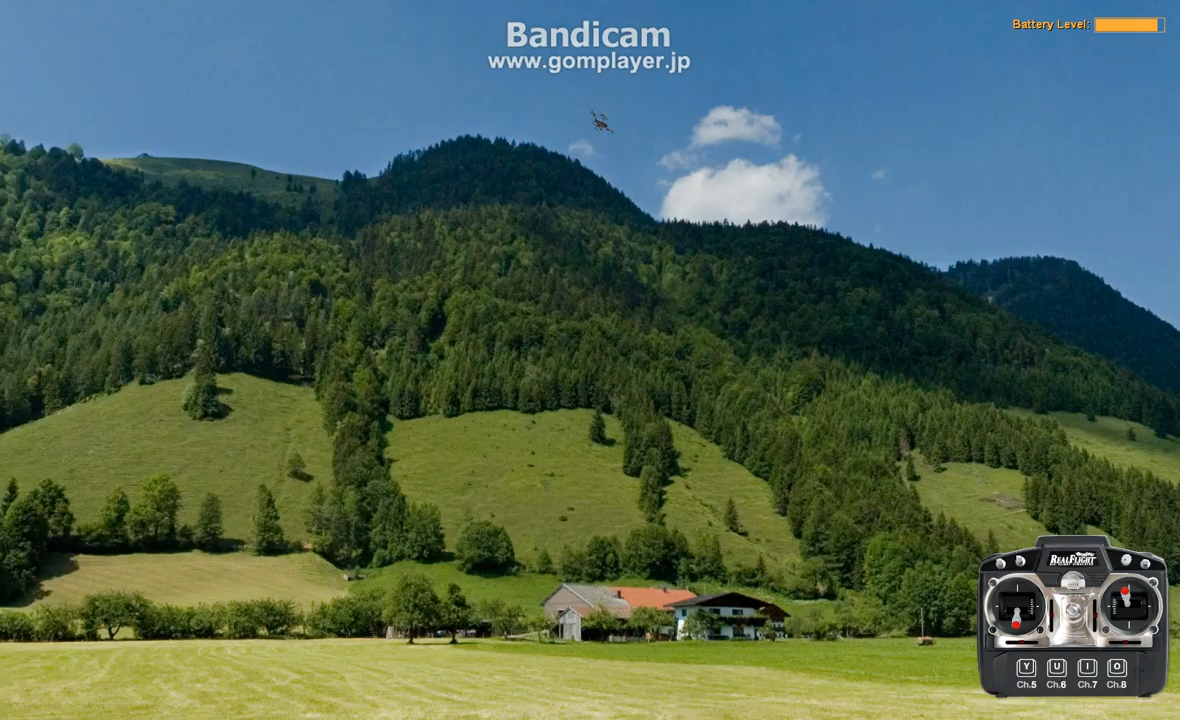 Bandicam
www.gomplayer.jp
Battery Level:
REALFLIGHT
Y U I O
Ch.5 Ch.6 Ch.7 Ch.8